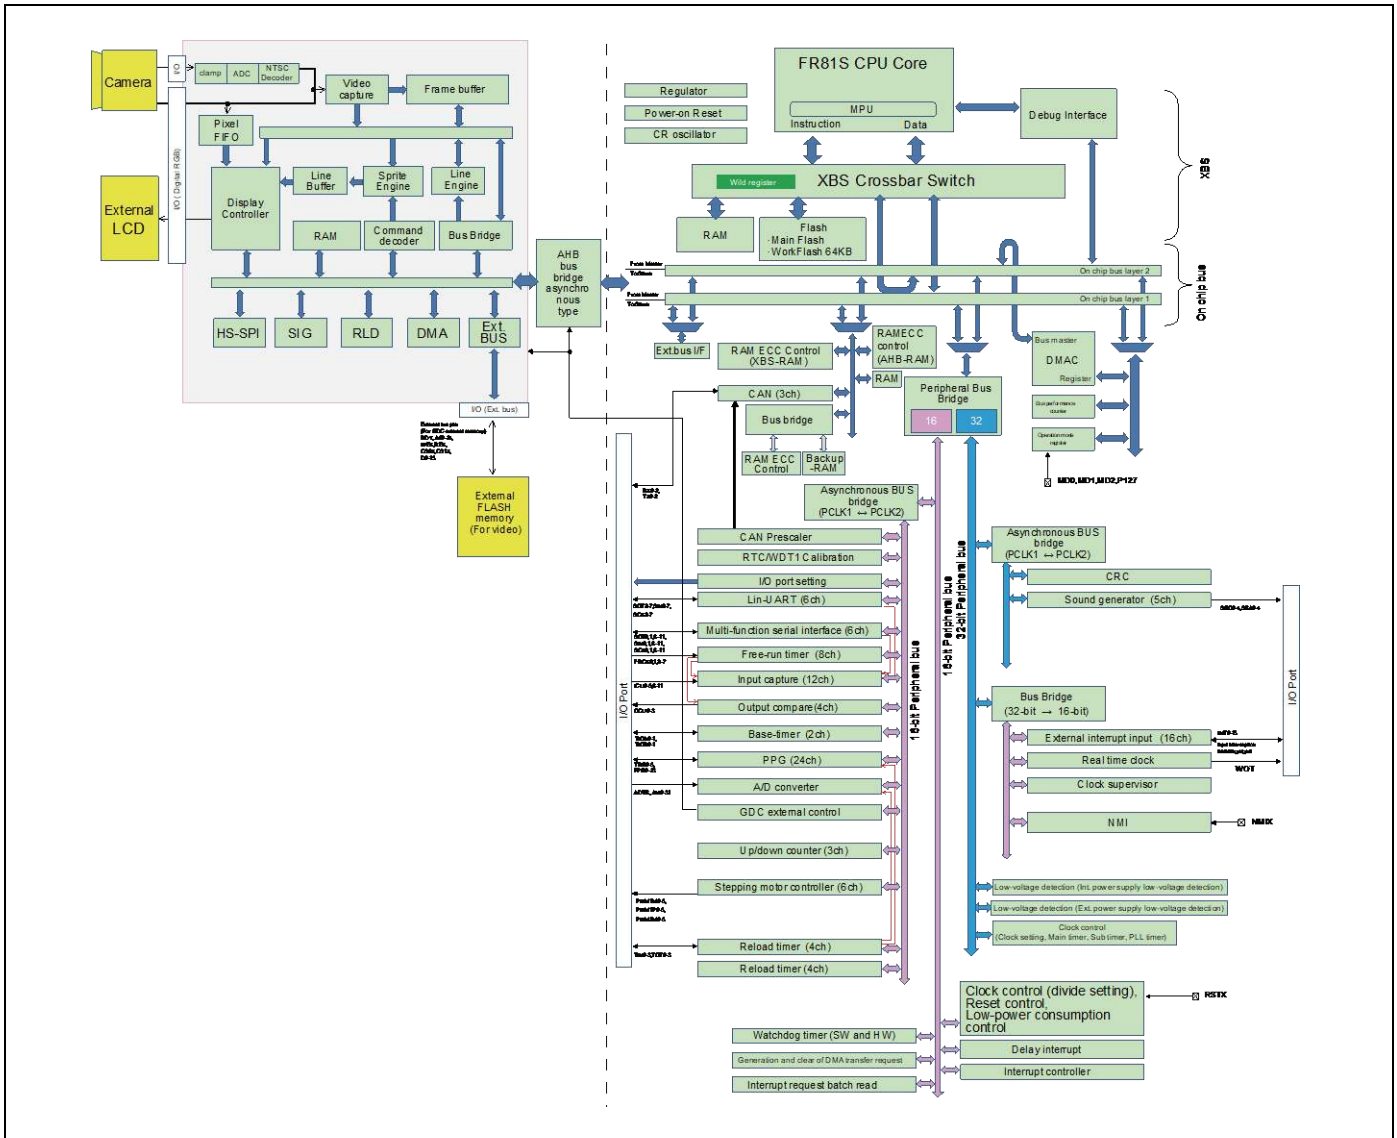 Camera
I/O
clamp
ADC
NTSC
Decoder
Video
capture
Frame buffer
Pixel
FIFO
I/O (Digital RGB)
External
LCD
Display
Controller
Line
Buffer
Sprite
Engine
Line
Engine
RAM
Command
decoder
Bus Bridge
HS-SPI
SIG
RLD
DMA
Ext.
BUS
I/O (Ext. bus)
External
FLASH
memory
(For video)
AHB
bus
bridge
asynchro
nous
type
Regulator
Power-on Reset
CR oscillator
FR81S CPU Core
MPU
Instruction
Data
Debug Interface
XBS
Wild register
XBS Crossbar Switch
RAM
Flash
·Main Flash
·WorkFlash 64KB
On chip bus layer 2
On chip bus layer 1
On chip bus
Ext.bus I/F
RAM ECC Control
(XBS-RAM)
RAMECC
control
(AHB-RAM)
RAM
CAN (3ch)
Bus bridge
RAM ECC
Control
Backup
-RAM
Peripheral Bus
Bridge
16
32
Bus master
DMAC
Register
Bus performance
counter
Operation mode
register
MD0,MD1,MD2,P127
Asynchronous BUS
bridge
(PCLK1 ↔ PCLK2)
CAN Prescaler
RTC/WDT1 Calibration
I/O port setting
Lin-UART (6ch)
Multi-function serial interface (6ch)
Free-run timer (8ch)
Input capture (12ch)
Output compare(4ch)
Base-timer (2ch)
PPG (24ch)
A/D converter
GDC external control
Up/down counter (3ch)
Stepping motor controller (6ch)
Reload timer (4ch)
Reload timer (4ch)
I/O Port
16-bit Peripheral bus
16-bit Peripheral bus
32-bit Peripheral bus
Asynchronous BUS
bridge
(PCLK1 ↔ PCLK2)
CRC
Sound generator (5ch)
Bus Bridge
(32-bit → 16-bit)
External interrupt input (16ch)
Real time clock
WOT
Clock supervisor
NMI
NMIX
I/O Port
Low-voltage detection (Int. power supply low-voltage detection)
Low-voltage detection (Ext. power supply low-voltage detection)
Clock control
(Clock setting, Main timer, Sub timer, PLL timer)
Clock control (divide setting),
Reset control,
Low-power consumption
control
RSTX
Watchdog timer (SW and HW)
Delay interrupt
Generation and clear of DMA transfer request
Interrupt controller
Interrupt request batch read